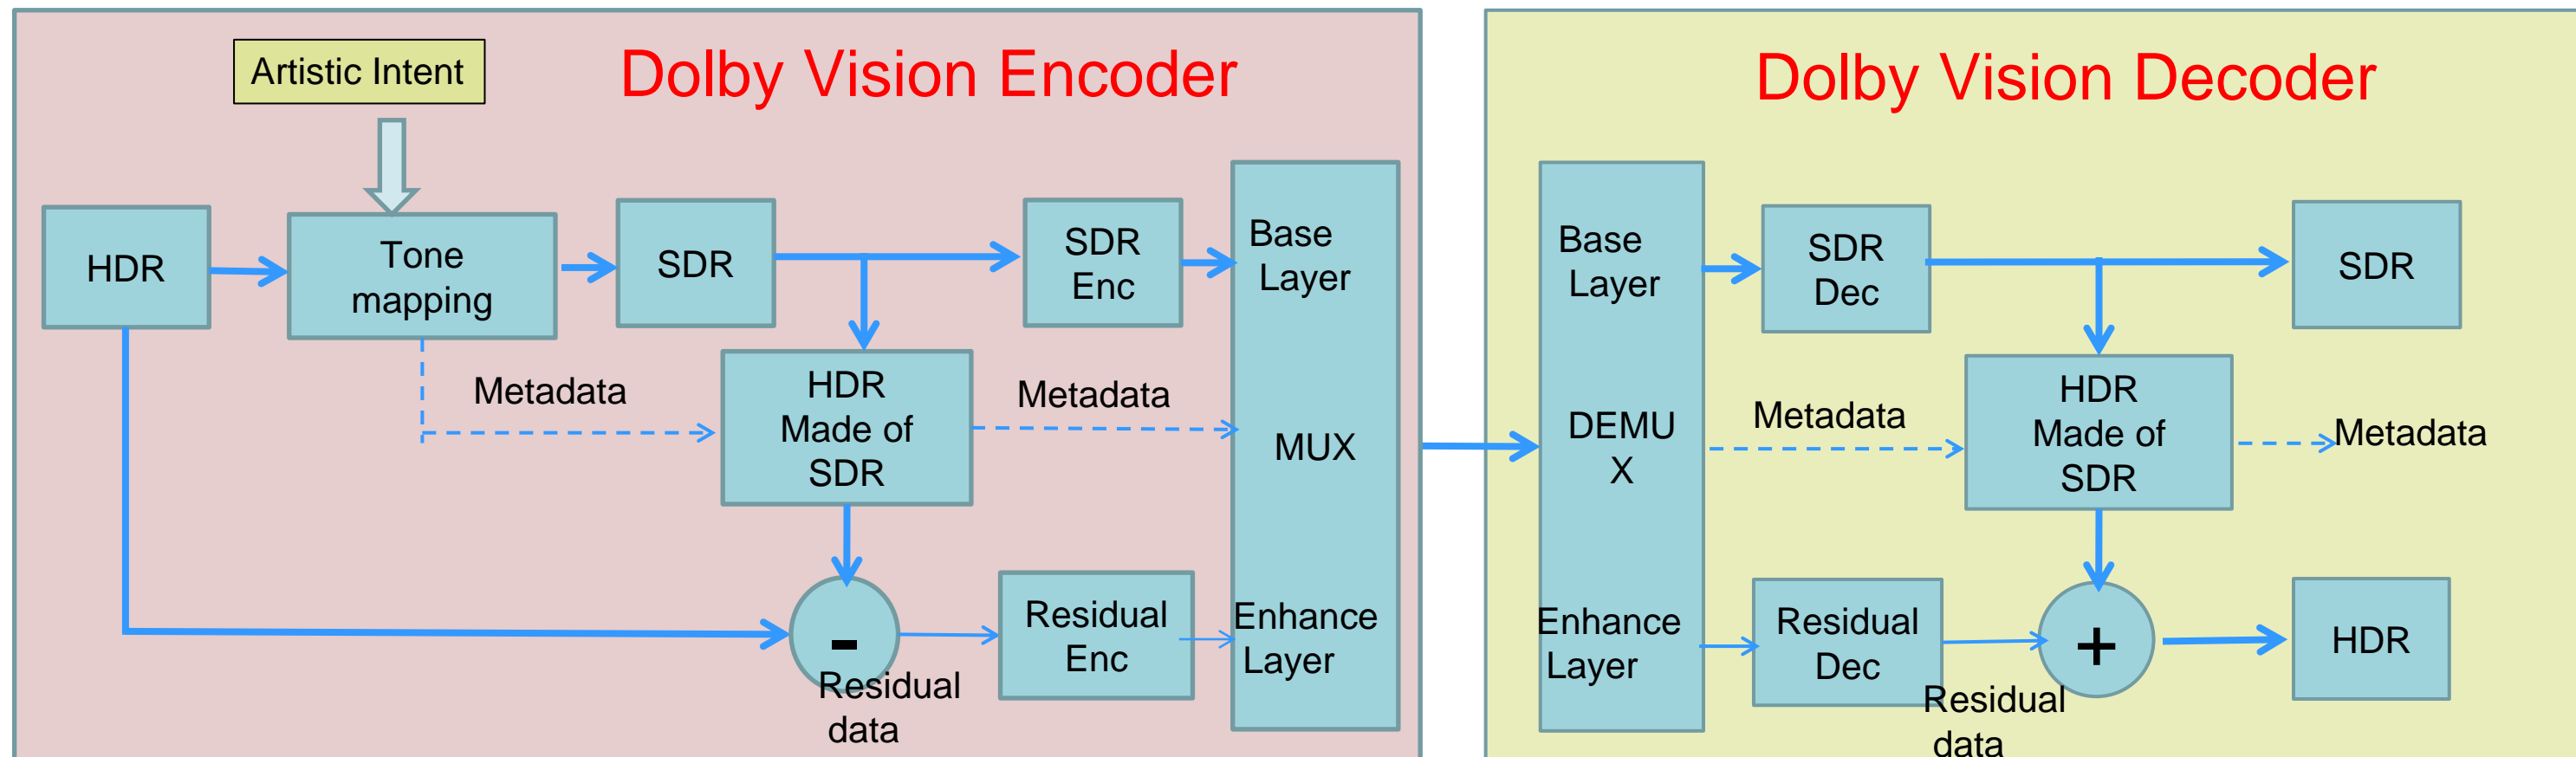 Artistic Intent
Dolby Vision Encoder
HDR
Tone
mapping
SDR
SDR
Enc
Base
Layer
Metadata
HDR
Made of
SDR
Metadata
MUX
-
Residual
data
Residual
Enc
Enhance
Layer
Dolby Vision Decoder
Base
Layer
SDR
Dec
SDR
DEMU
X
Metadata
HDR
Made of
SDR
Metadata
Enhance
Layer
Residual
Dec
Residual
data
+
HDR